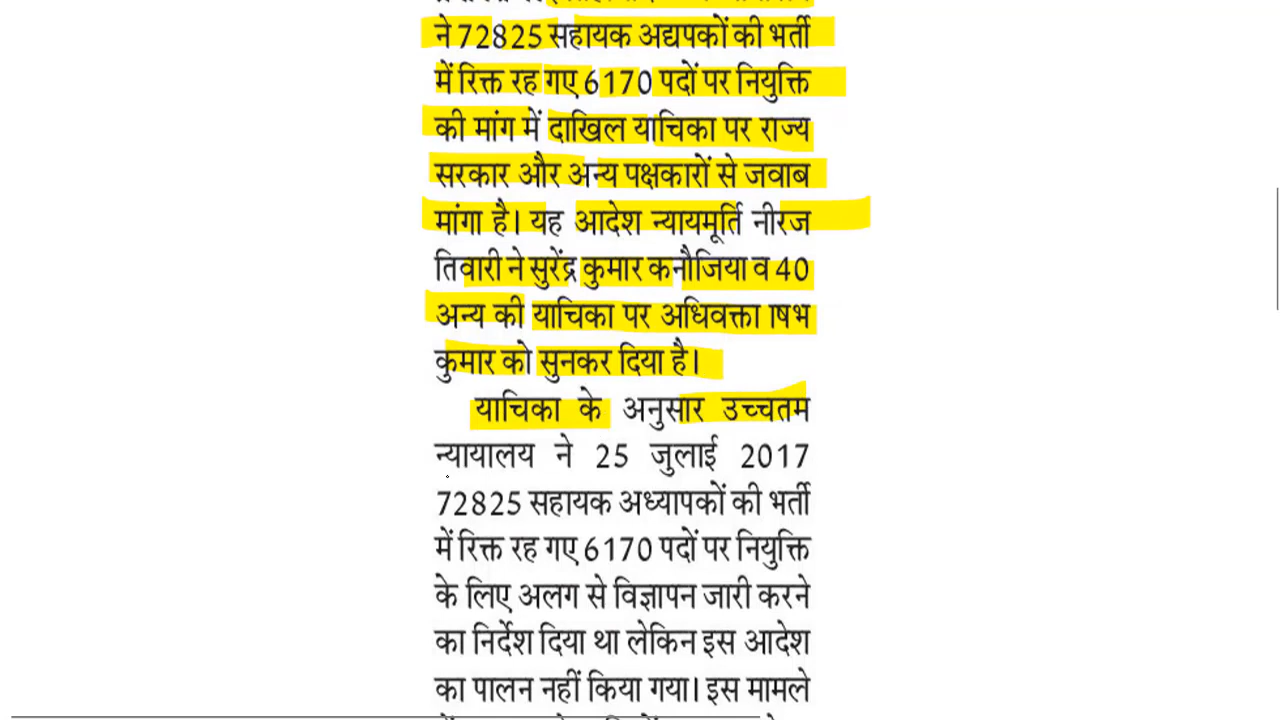 ने 72825 सहायक अद्यपकों की भर्ती
में रिक्त रह गए 6170 पदों पर नियुक्ति
की मांग में दाखिल याचिका पर राज्य
सरकार और अन्य पक्षकारों से जवाब
मांगा है। यह आदेश न्यायमूर्ति नीरज
तिवारी ने सुरेंद्र कुमार कनौजिया व 40
अन्य की याचिका पर अधिवक्ता ाषभ
कुमार को सुनकर दिया है।
याचिका के अनुसार उच्चतम
न्यायालय ने 25 जुलाई 2017
72825 सहायक अध्यापकों की भर्ती
में रिक्त रह गए 6170 पदों पर नियुक्ति
के लिए अलग से विज्ञापन जारी करने
का निर्देश दिया था लेकिन इस आदेश
का पालन नहीं किया गया। इस मामले